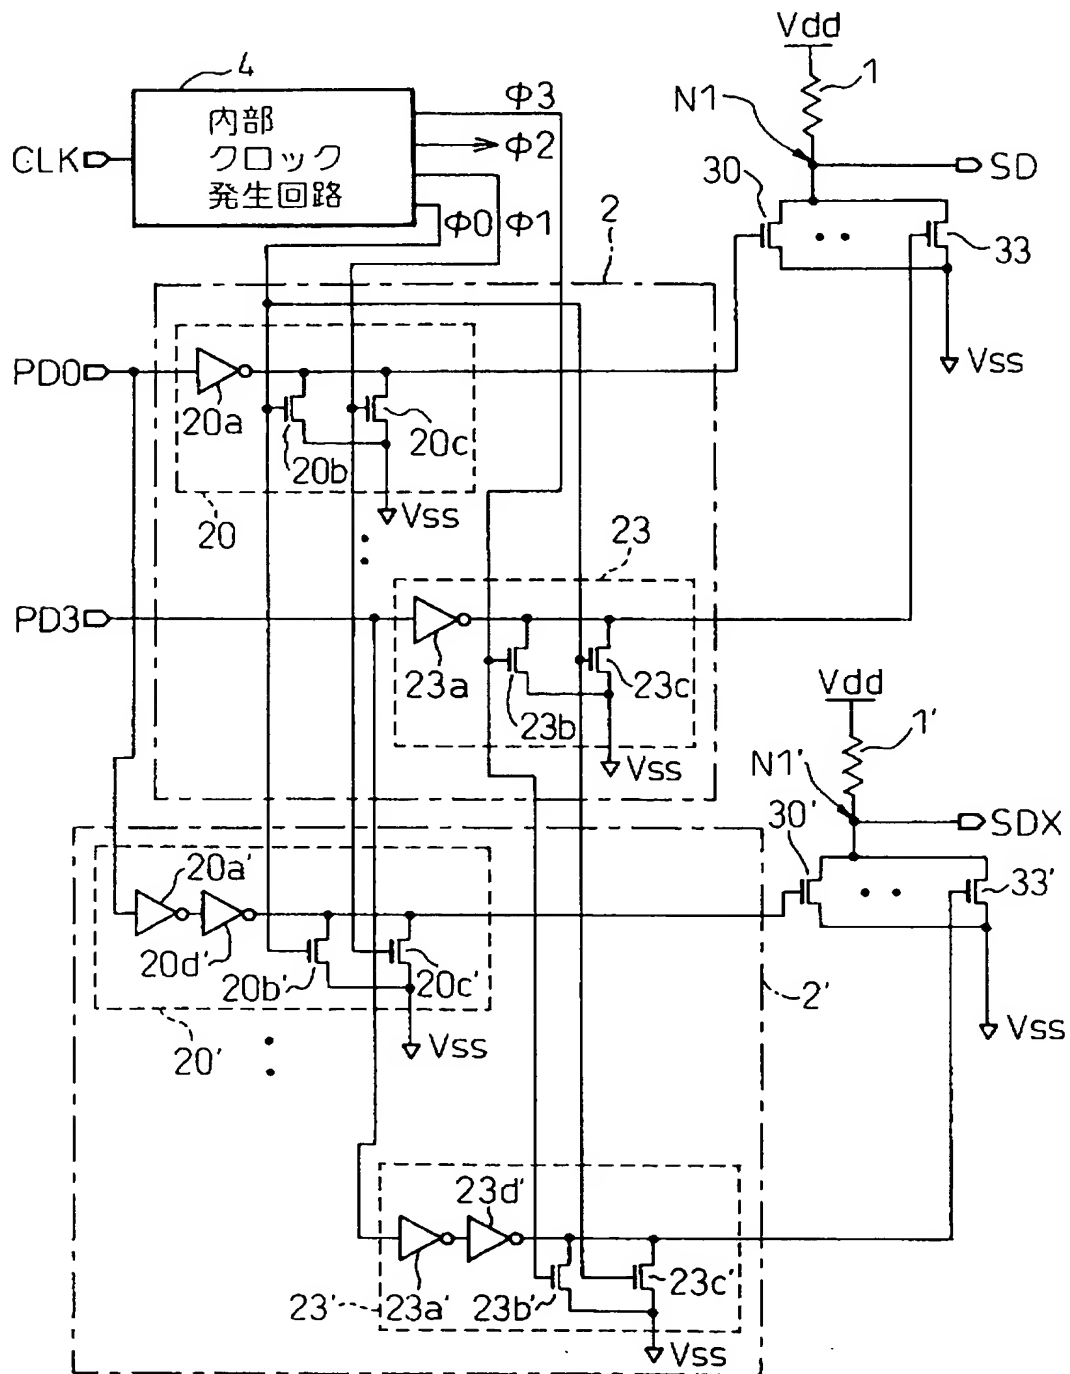 Vdd
4
1
内部
クロック
発生回路
Φ3
Φ2
Φ0
Φ1
CLK
N1
SD
30
33
Vss
2
PD0
20a
20b
20c
20
Vss
23
PD3
23a
23b
23c
Vss
Vdd
1'
N1'
SDX
30'
33'
Vss
20a'
20d'
20b'
20c'
2'
20'
Vss
23d'
23'
23a'
23b'
23c'
Vss